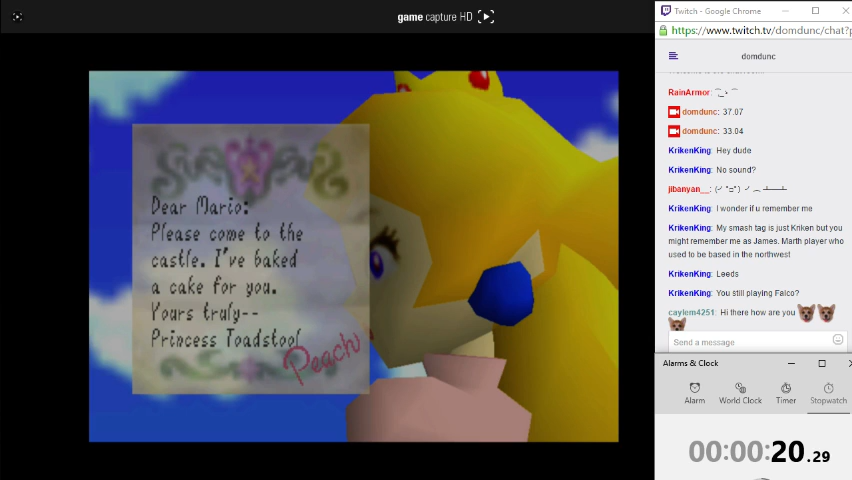 game capture HD
Dear Mario:
Please come to the
castle. I've baked
a cake for you.
Yours truly--
Princess Toadstool
Peach
Twitch - Google Chrome
https://www.twitch.tv/domdunc/chat?p
domdunc
RainArmor:
domdunc: 37.07
domdunc: 33.04
KrikenKing: Hey dude
KrikenKing: No sound?
jibanyan__:
KrikenKing: I wonder if u remember me
KrikenKing: My smash tag is just Kriken but you
might remember me as James. Marth player who
used to be based in the northwest
KrikenKing: Leeds
KrikenKing: You still playing Falco?
caylem4251: Hi there how are you
Send a message
Alarms & Clock
Alarm World Clock Timer Stopwatch
00:00:20.29